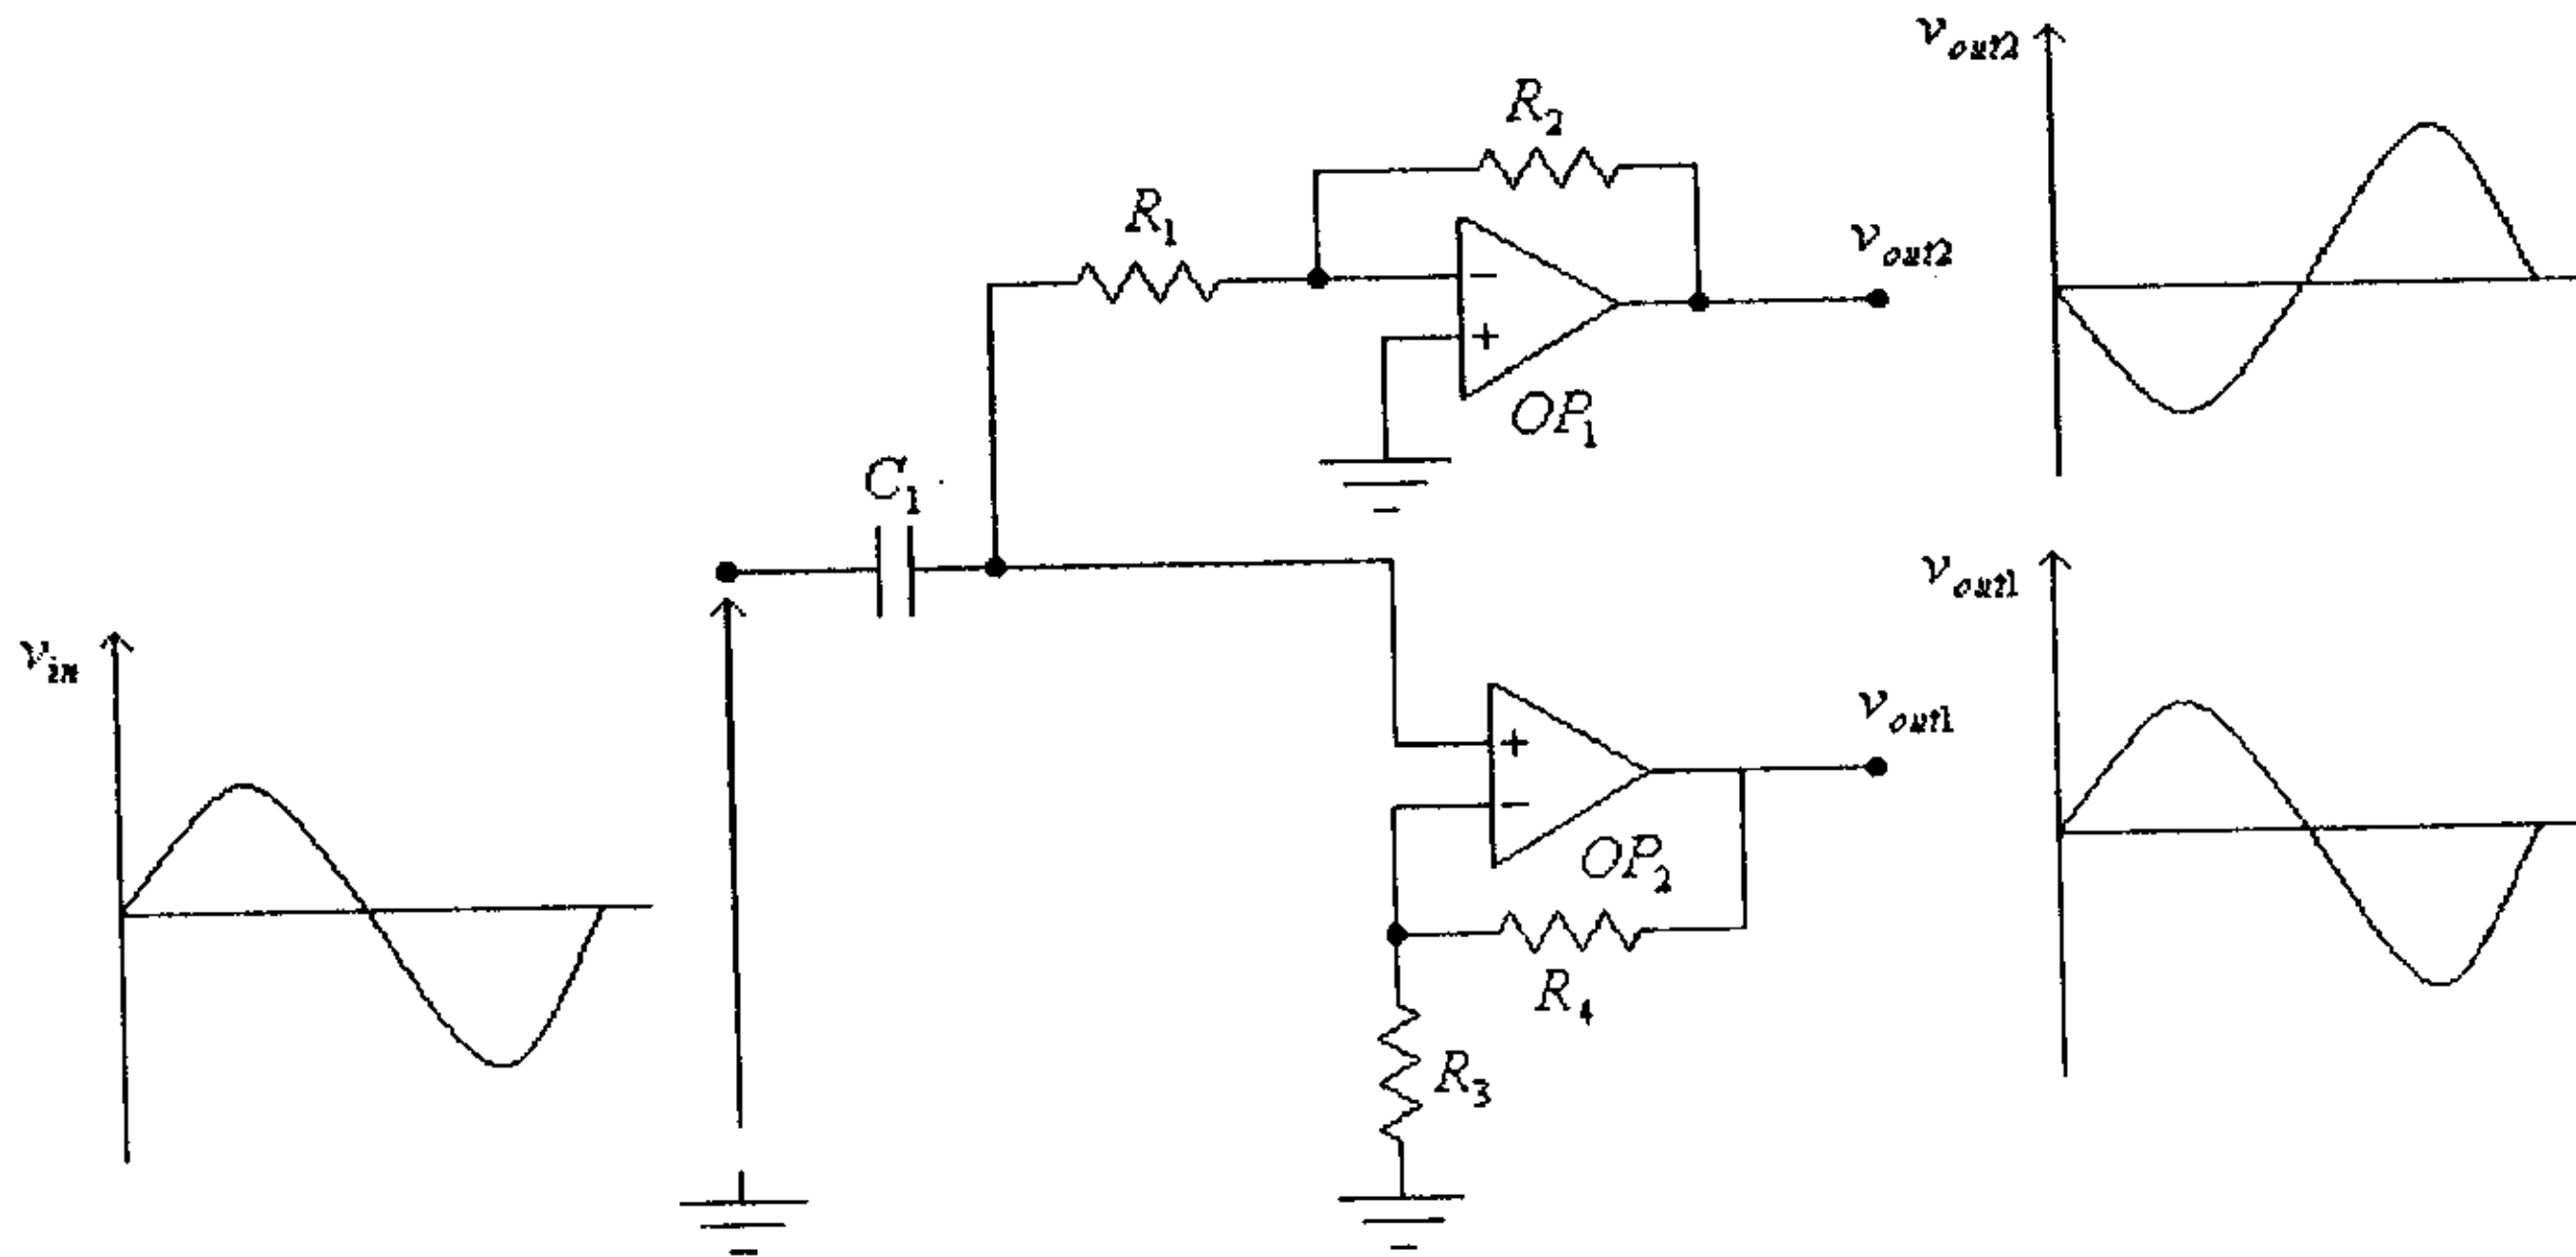 v_out2
R_2
R_1
v_out2
−
+
OP_1
C_1
v_out1
v_in
v_out1
+
−
OP_2
R_4
R_3